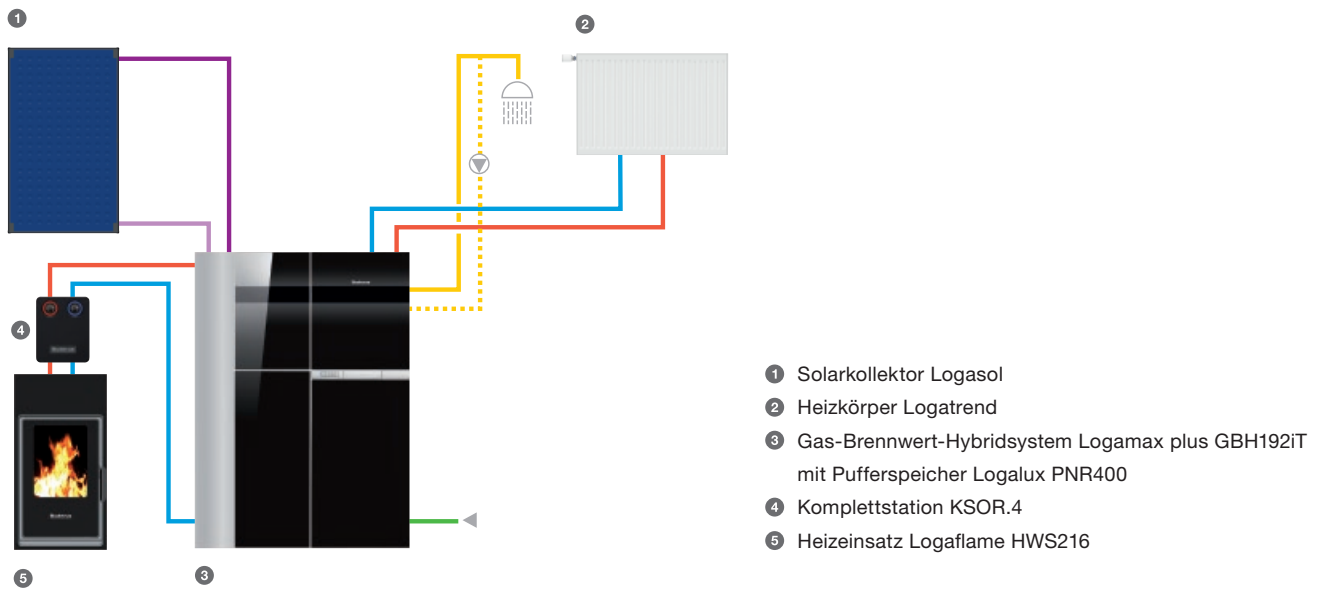 1
2
4
5
3
Buderus
1 Solarkollektor Logasol
2 Heizkörper Logatrend
3 Gas-Brennwert-Hybridsystem Logamax plus GBH192iT
mit Pufferspeicher Logalux PNR400
4 Komplettstation KSOR.4
5 Heizeinsatz Logaflame HWS216